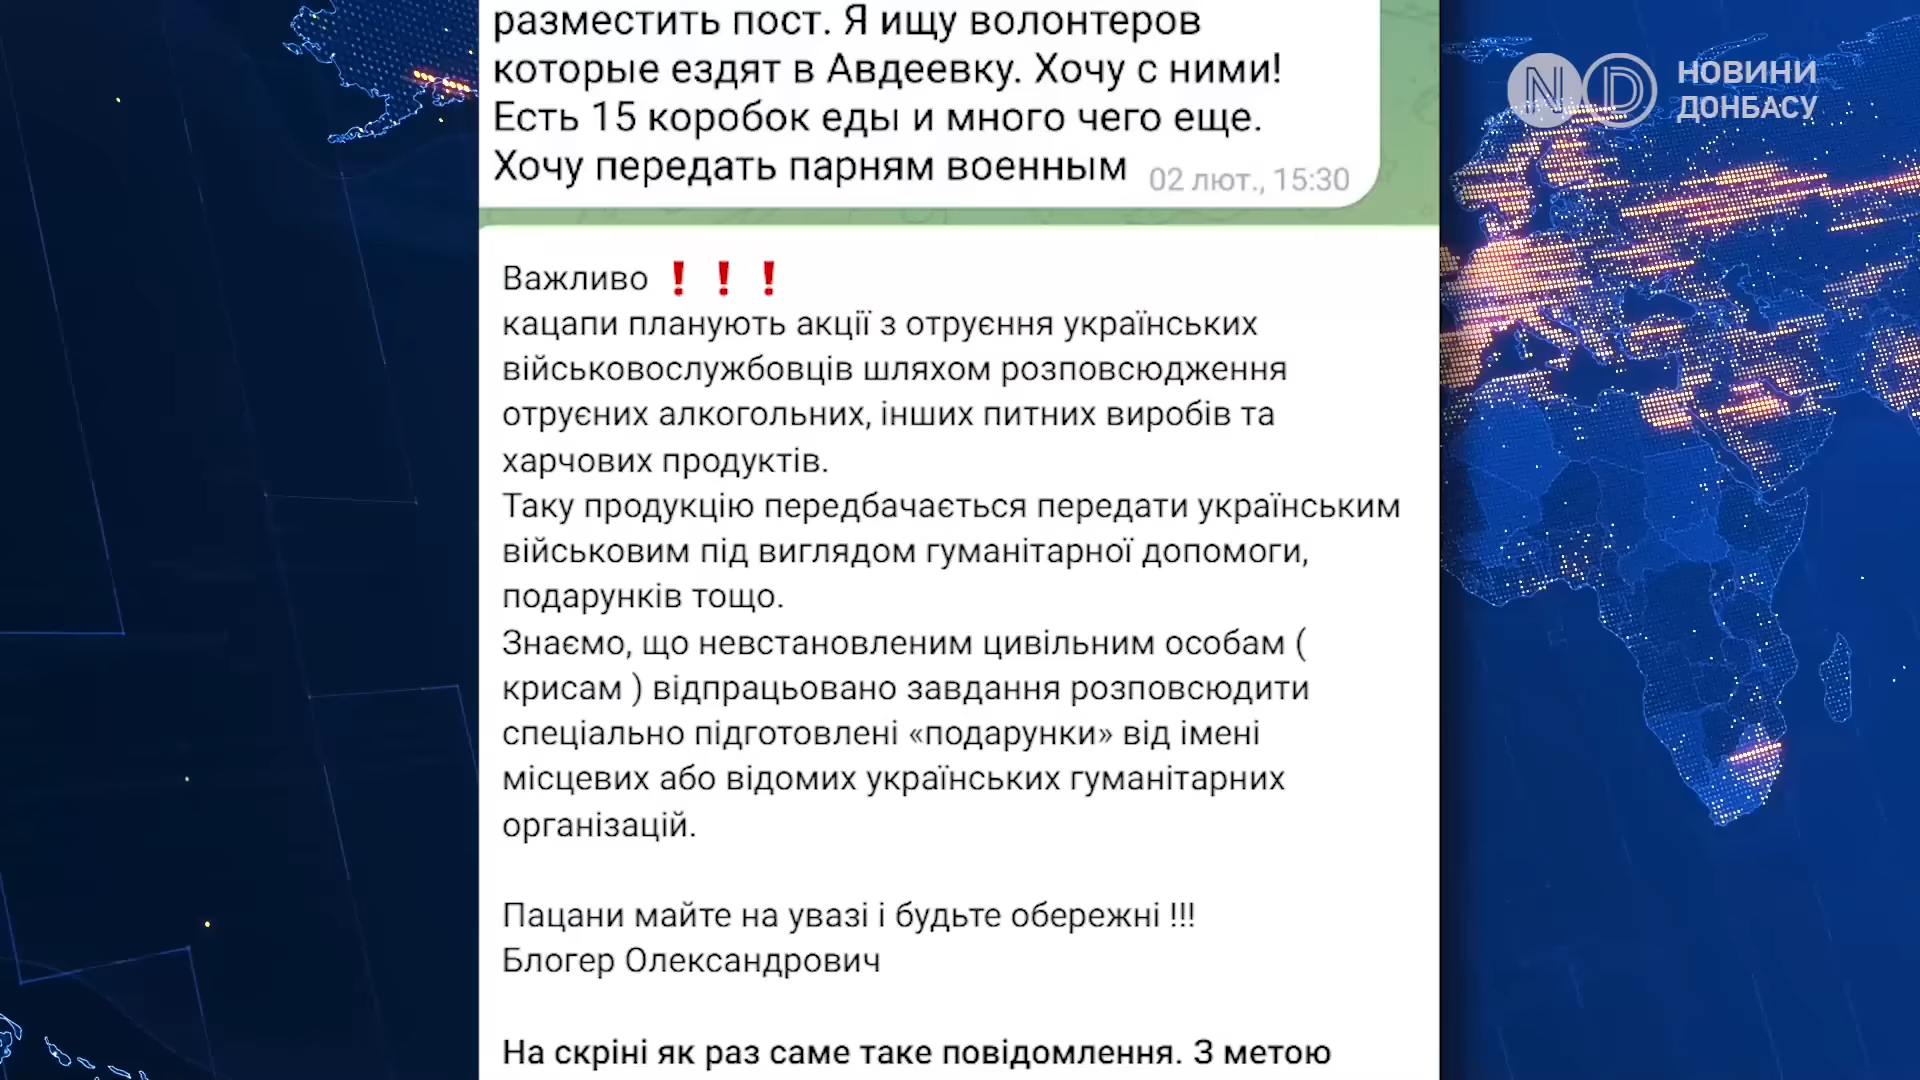 разместить пост. Я ищу волонтеров
которые ездят в Авдеевку. Хочу с ними!
Есть 15 коробок еды и много чего еще.
Хочу передать парням военным 02 лют., 15:30
ND НОВИНИ
ДОНБАСУ
Важливо ❗❗❗
кацапи планують акції з отруєння українських
військовослужбовців шляхом розповсюдження
отруєних алкогольних, інших питних виробів та
харчових продуктів.
Таку продукцію передбачається передати українським
військовим під виглядом гуманітарної допомоги,
подарунків тощо.
Знаємо, що невстановленим цивільним особам (
крисам ) відпрацьовано завдання розповсюдити
спеціально підготовлені «подарунки» від імені
місцевих або відомих українських гуманітарних
організацій.
Пацани майте на увазі і будьте обережні !!!
Блогер Олександрович
На скріні як раз саме таке повідомлення. З метою